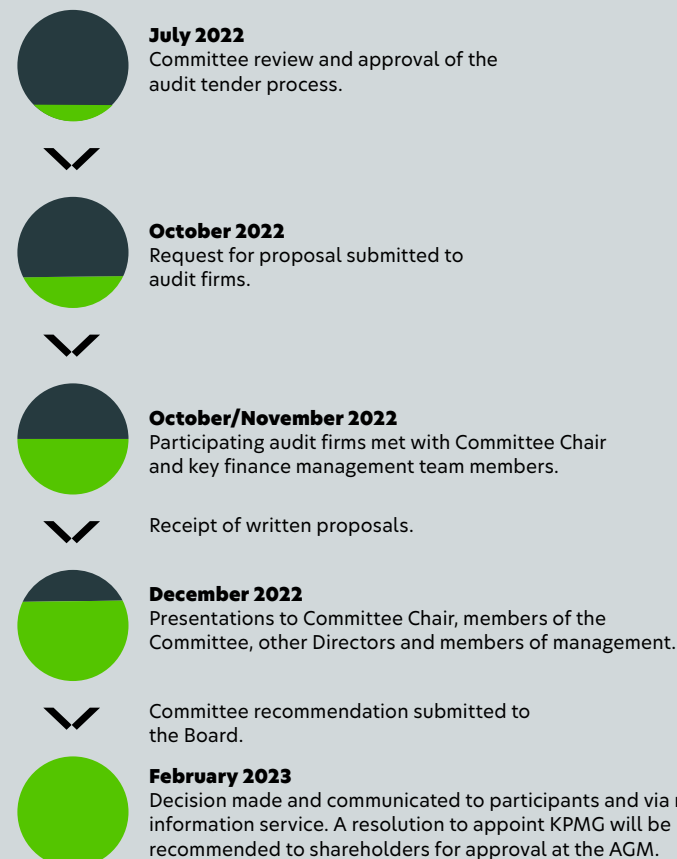 July 2022
Committee review and approval of the
audit tender process.
October 2022
Request for proposal submitted to
audit firms.
October/November 2022
Participating audit firms met with Committee Chair
and key finance management team members.
Receipt of written proposals.
December 2022
Presentations to Committee Chair, members of the
Committee, other Directors and members of management.
Committee recommendation submitted to
the Board.
February 2023
Decision made and communicated to participants and via
information service. A resolution to appoint KPMG will be
recommended to shareholders for approval at the AGM.